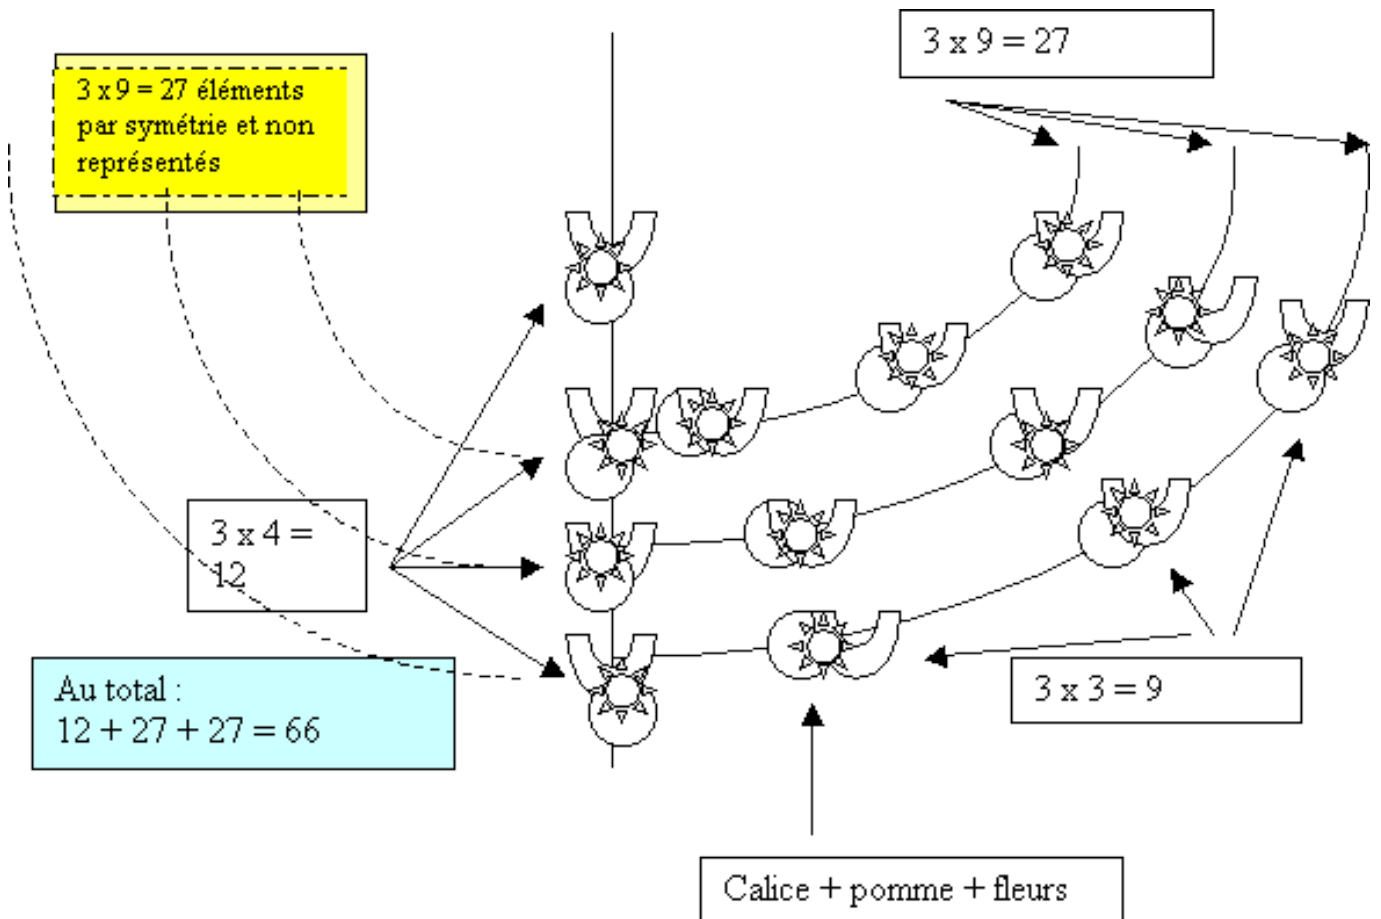 3 x 9 = 27
3 x 9 = 27 éléments
par symétrie et non
représentés
3 x 4 =
12
Au total :
12 + 27 + 27 = 66
3 x 3 = 9
Calice + pomme + fleurs